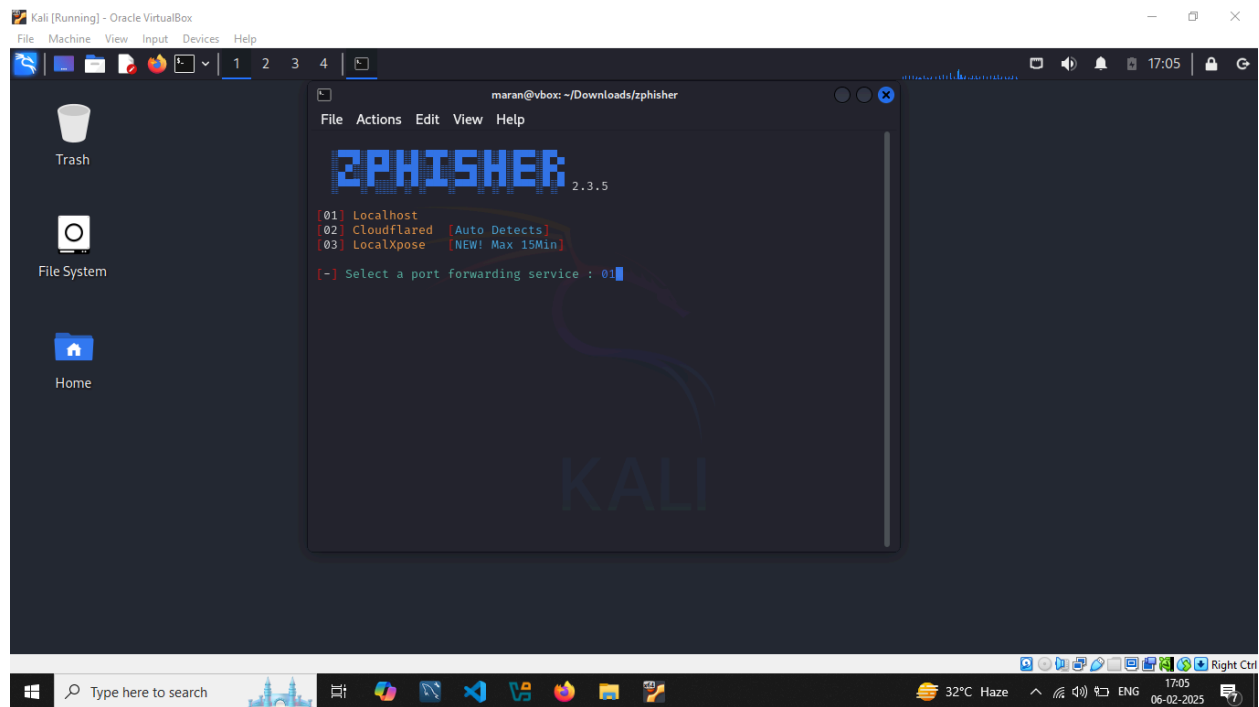 Kali [Running] - Oracle VirtualBox
File Machine View Input Devices Help
1 2 3 4
17:05
maran@vbox: ~/Downloads/zphisher
File Actions Edit View Help
ZPHISHER 2.3.5
[01] Localhost
[02] Cloudflared [Auto Detects]
[03] LocalXpose [NEW! Max 15Min]
[-] Select a port forwarding service : 01
Trash
File System
Home
KALI
Right Ctrl
Type here to search
32°C Haze
ENG
17:05
06-02-2025
7